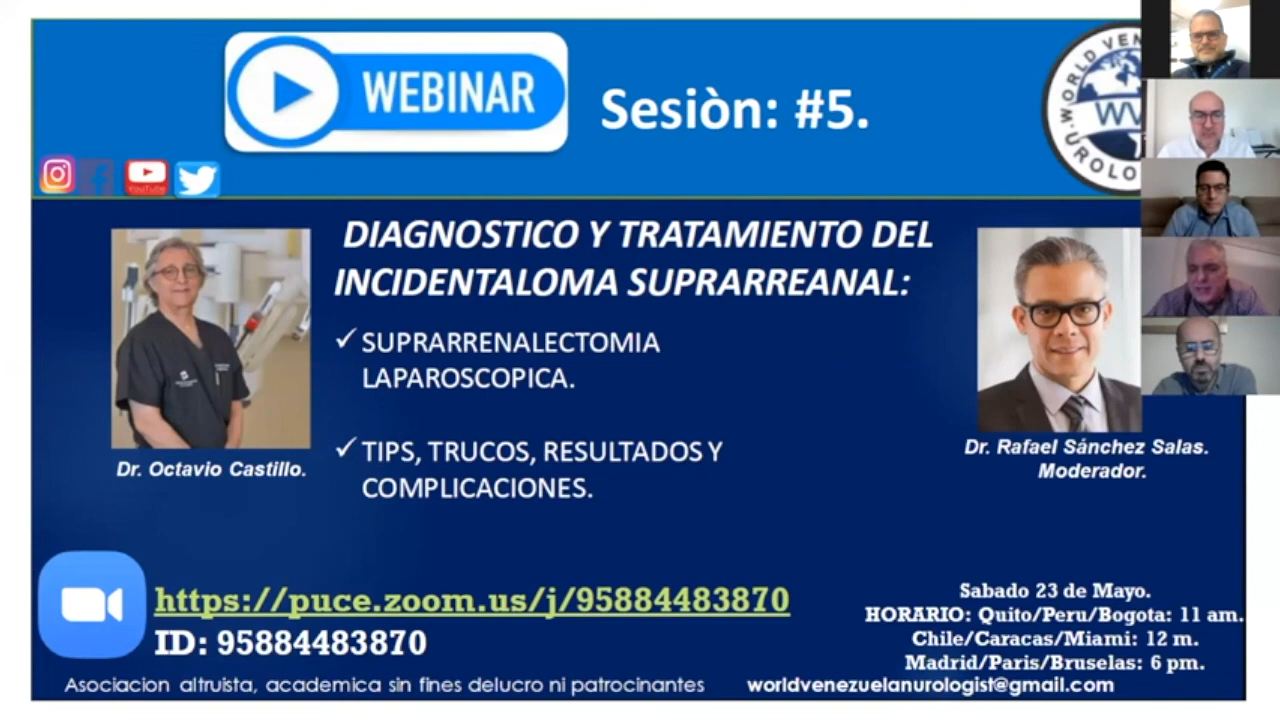 WEBINAR
Sesiòn: #5.
YouTube
DIAGNOSTICO Y TRATAMIENTO DEL
INCIDENTALOMA SUPRARREANAL:
✓ SUPRARRENALECTOMIA
LAPAROSCOPICA.
✓ TIPS, TRUCOS, RESULTADOS Y
COMPLICACIONES.
Dr. Octavio Castillo.
Dr. Rafael Sánchez Salas.
Moderador.
https://puce.zoom.us/j/95884483870
ID: 95884483870
Sabado 23 de Mayo.
HORARIO: Quito/Peru/Bogota: 11 am.
Chile/Caracas/Miami: 12 m.
Madrid/Paris/Bruselas: 6 pm.
Asociacion altruista, academica sin fines delucro ni patrocinantes
worldvenezuelanurologist@gmail.com